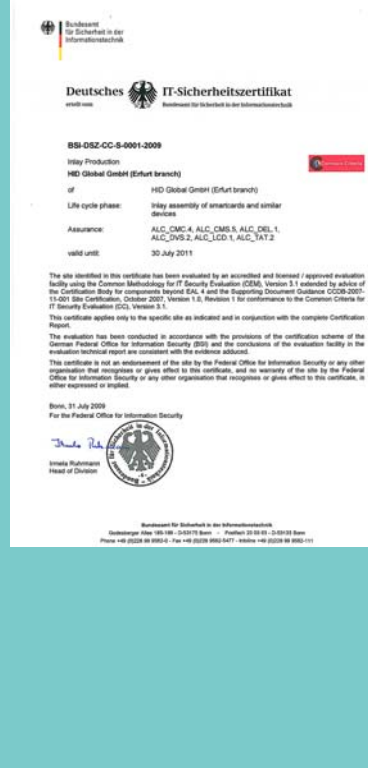 Bundesamt
für Sicherheit in der
Informationstechnik
Deutsches IT-Sicherheitszertifikat
erteilt vom Bundesamt für Sicherheit in der Informationstechnik
BSI-DSZ-CC-S-0001-2009
Inlay Production
Common Criteria
HID Global GmbH (Erfurt branch)
of HID Global GmbH (Erfurt branch)
Life cycle phase: Inlay assembly of smartcards and similar
devices
Assurance: ALC_CMC.4, ALC_CMS.5, ALC_DEL.1,
ALC_DVS.2, ALC_LCD.1, ALC_TAT.2
valid until: 30 July 2011
The site identified in this certificate has been evaluated by an accredited and licensed / approved evaluation
facility using the Common Methodology for IT Security Evaluation (CEM), Version 3.1 extended by advice of
the Certification Body for components beyond EAL 4 and the Supporting Document Guidance CCDB-2007-
11-001 Site Certification, October 2007, Version 1.0, Revision 1 for conformance to the Common Criteria for
IT Security Evaluation (CC), Version 3.1.
This certificate applies only to the specific site as indicated and in conjunction with the complete Certification
Report.
The evaluation has been conducted in accordance with the provisions of the certification scheme of the
German Federal Office for Information Security (BSI) and the conclusions of the evaluation facility in the
evaluation technical report are consistent with the evidence adduced.
This certificate is not an endorsement of the site by the Federal Office for Information Security or any other
organisation that recognises or gives effect to this certificate, and no warranty of the site by the Federal
Office for Information Security or any other organisation that recognises or gives effect to this certificate, is
either expressed or implied.
Bonn, 31 July 2009
For the Federal Office for Information Security
Irmela Ruhrmann
Head of Division
Bundesamt für Sicherheit in der Informationstechnik
Godesberger Allee 185-189 - D-53175 Bonn - Postfach 20 03 63 - D-53133 Bonn